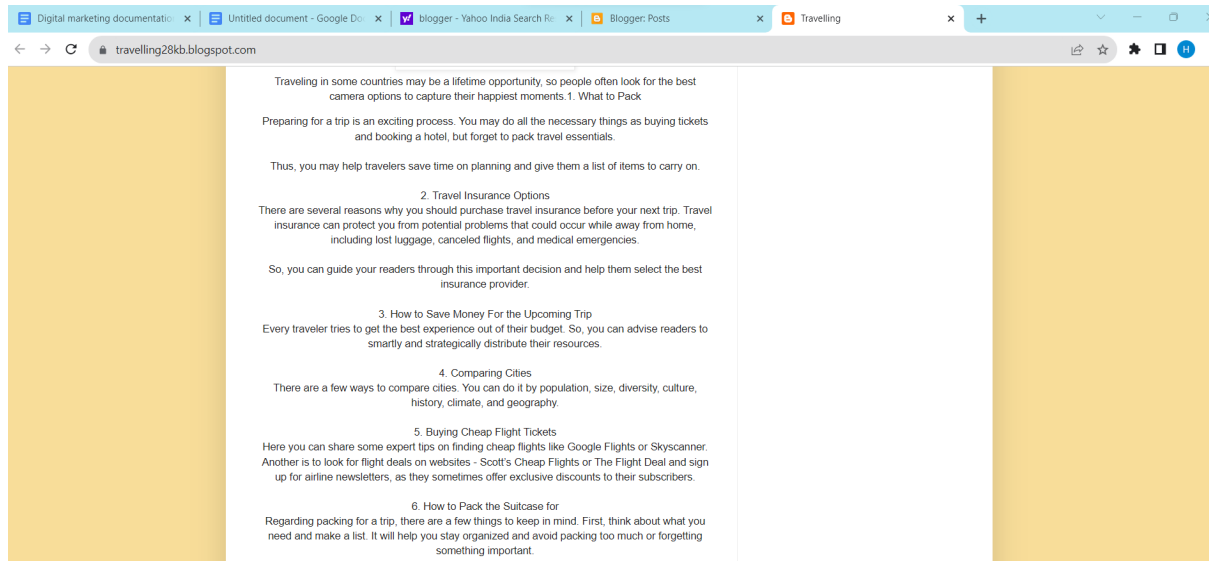 Digital marketing documentatio
Untitled document - Google Do
blogger - Yahoo India Search Re
Blogger: Posts
Travelling
travelling28kb.blogspot.com
H
Traveling in some countries may be a lifetime opportunity, so people often look for the best
camera options to capture their happiest moments.1. What to Pack
Preparing for a trip is an exciting process. You may do all the necessary things as buying tickets
and booking a hotel, but forget to pack travel essentials.
Thus, you may help travelers save time on planning and give them a list of items to carry on.
2. Travel Insurance Options
There are several reasons why you should purchase travel insurance before your next trip. Travel
insurance can protect you from potential problems that could occur while away from home,
including lost luggage, canceled flights, and medical emergencies.
So, you can guide your readers through this important decision and help them select the best
insurance provider.
3. How to Save Money For the Upcoming Trip
Every traveler tries to get the best experience out of their budget. So, you can advise readers to
smartly and strategically distribute their resources.
4. Comparing Cities
There are a few ways to compare cities. You can do it by population, size, diversity, culture,
history, climate, and geography.
5. Buying Cheap Flight Tickets
Here you can share some expert tips on finding cheap flights like Google Flights or Skyscanner.
Another is to look for flight deals on websites - Scott's Cheap Flights or The Flight Deal and sign
up for airline newsletters, as they sometimes offer exclusive discounts to their subscribers.
6. How to Pack the Suitcase for
Regarding packing for a trip, there are a few things to keep in mind. First, think about what you
need and make a list. It will help you stay organized and avoid packing too much or forgetting
something important.